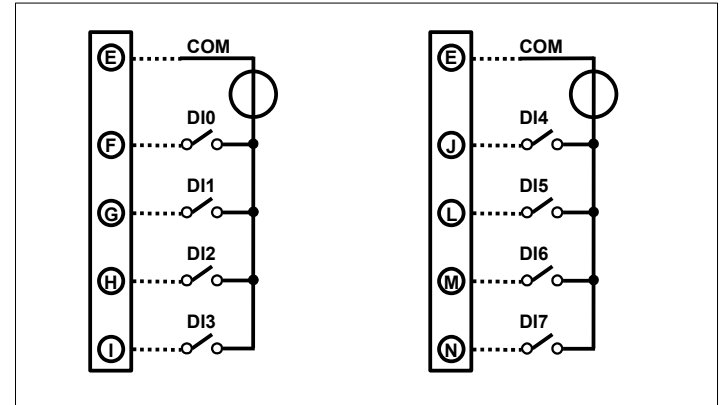 E COM
F DI0
G DI1
H DI2
I DI3
E COM
J DI4
L DI5
M DI6
N DI7